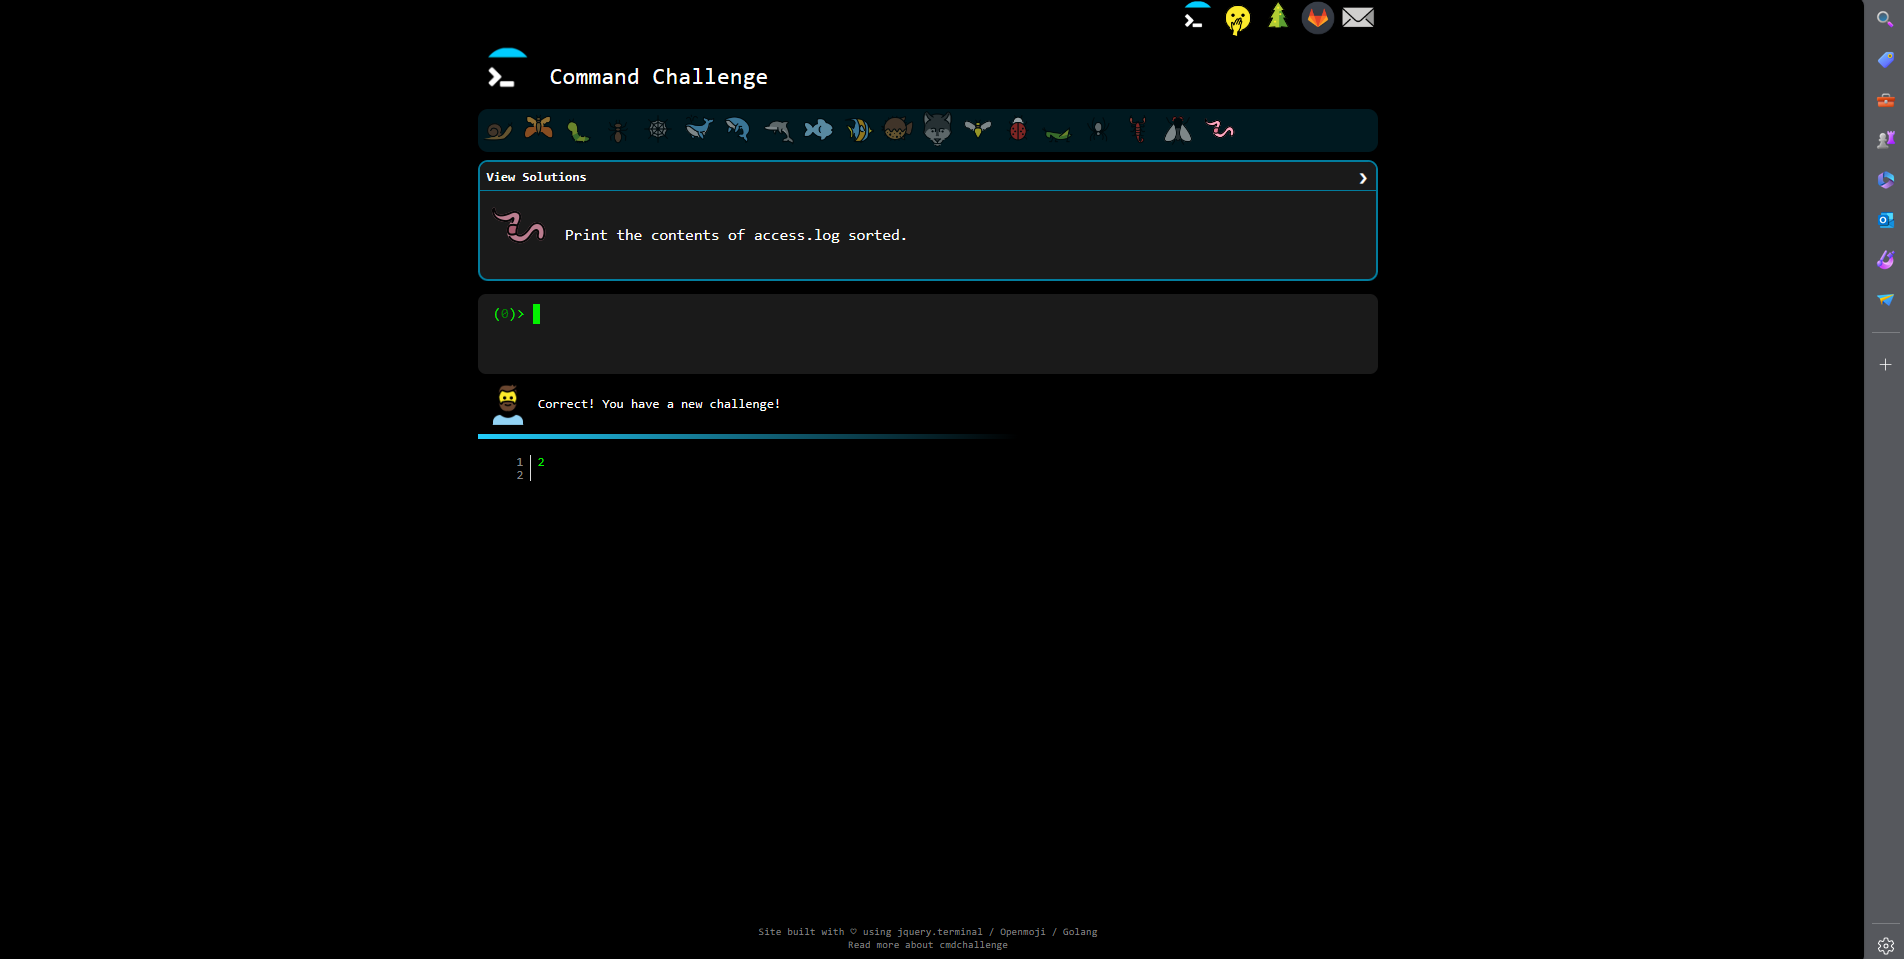 Command Challenge
View Solutions
Print the contents of access.log sorted.
(0)>
Correct! You have a new challenge!
1 2
2
Site built with ♡ using jquery.terminal / Openmoji / Golang
Read more about cmdchallenge